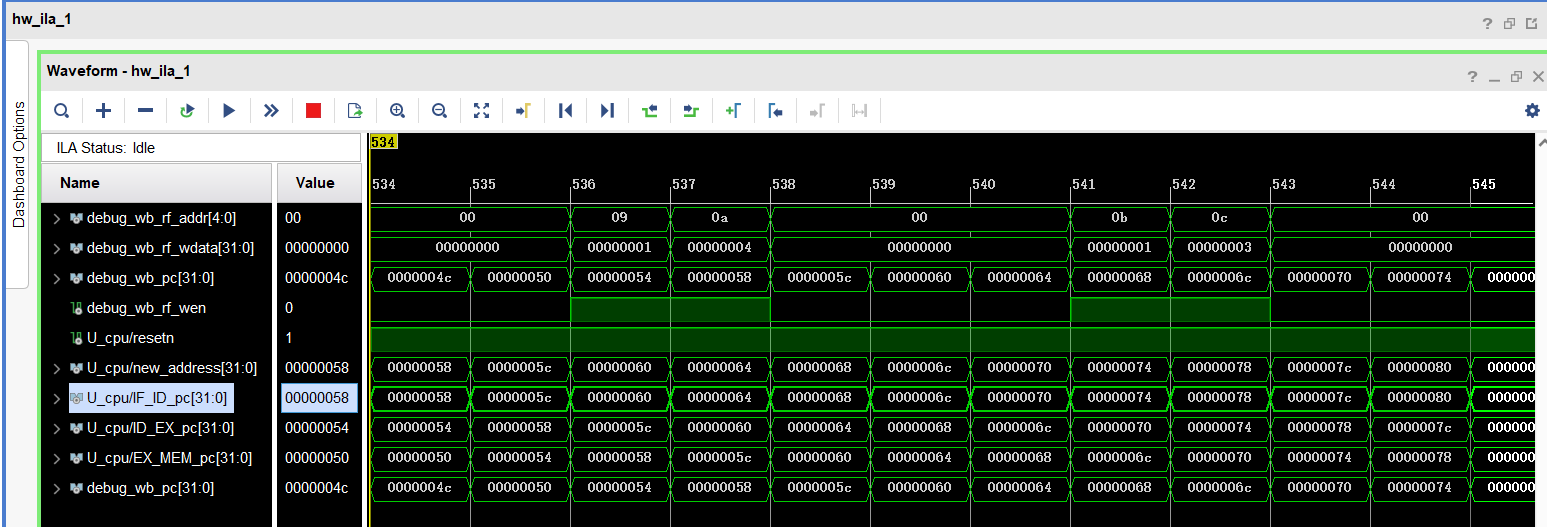 hw_ila_1
Dashboard Options
Waveform - hw_ila_1
ILA Status: Idle
534
Name Value 534 535 536 537 538 539 540 541 542 543 544 545
debug_wb_rf_addr[4:0] 00 00 09 0a 00 0b 0c 00
debug_wb_rf_wdata[31:0] 00000000 00000000 00000001 00000004 00000000 00000001 00000003 00000000
debug_wb_pc[31:0] 0000004c 0000004c 00000050 00000054 00000058 0000005c 00000060 00000064 00000068 0000006c 00000070 00000074 000000
debug_wb_rf_wen 0
U_cpu/resetn 1
U_cpu/new_address[31:0] 00000058 00000058 0000005c 00000060 00000064 00000068 0000006c 00000070 00000074 00000078 0000007c 00000080 000000
U_cpu/IF_ID_pc[31:0] 00000058 00000058 0000005c 00000060 00000064 00000068 0000006c 00000070 00000074 00000078 0000007c 00000080 000000
U_cpu/ID_EX_pc[31:0] 00000054 00000054 00000058 0000005c 00000060 00000064 00000068 0000006c 00000070 00000074 00000078 0000007c 000000
U_cpu/EX_MEM_pc[31:0] 00000050 00000050 00000054 00000058 0000005c 00000060 00000064 00000068 0000006c 00000070 00000074 00000078 000000
debug_wb_pc[31:0] 0000004c 0000004c 00000050 00000054 00000058 0000005c 00000060 00000064 00000068 0000006c 00000070 00000074 000000